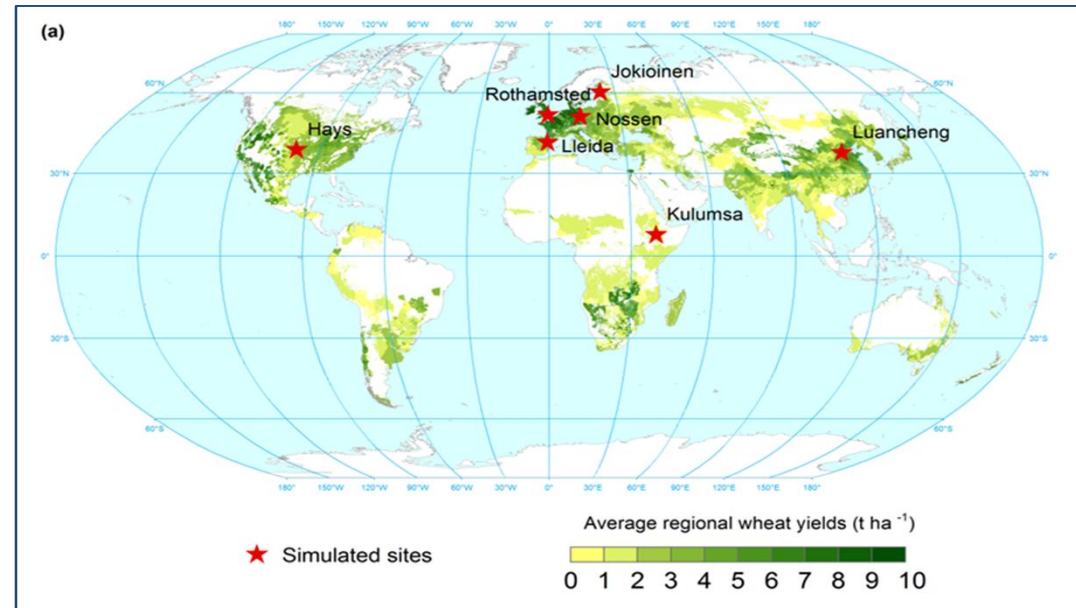 (a)
180° 150°W 120°W 90°W 60°W 30°W 0° 30°E 60°E 90°E 120°E 150°E 180°
60°N 60°N
Jokioinen
Rothamsted
Nossen
Hays
Luancheng
Lleida
30°N 30°N
Kulumsa
0° 0°
30°S 30°S
60°S 60°S
180° 150°W 120°W 90°W 60°W 30°W 0° 30°E 60°E 90°E 120°E 150°E 180°
Average regional wheat yields (t ha ⁻¹)
Simulated sites
0 1 2 3 4 5 6 7 8 9 10